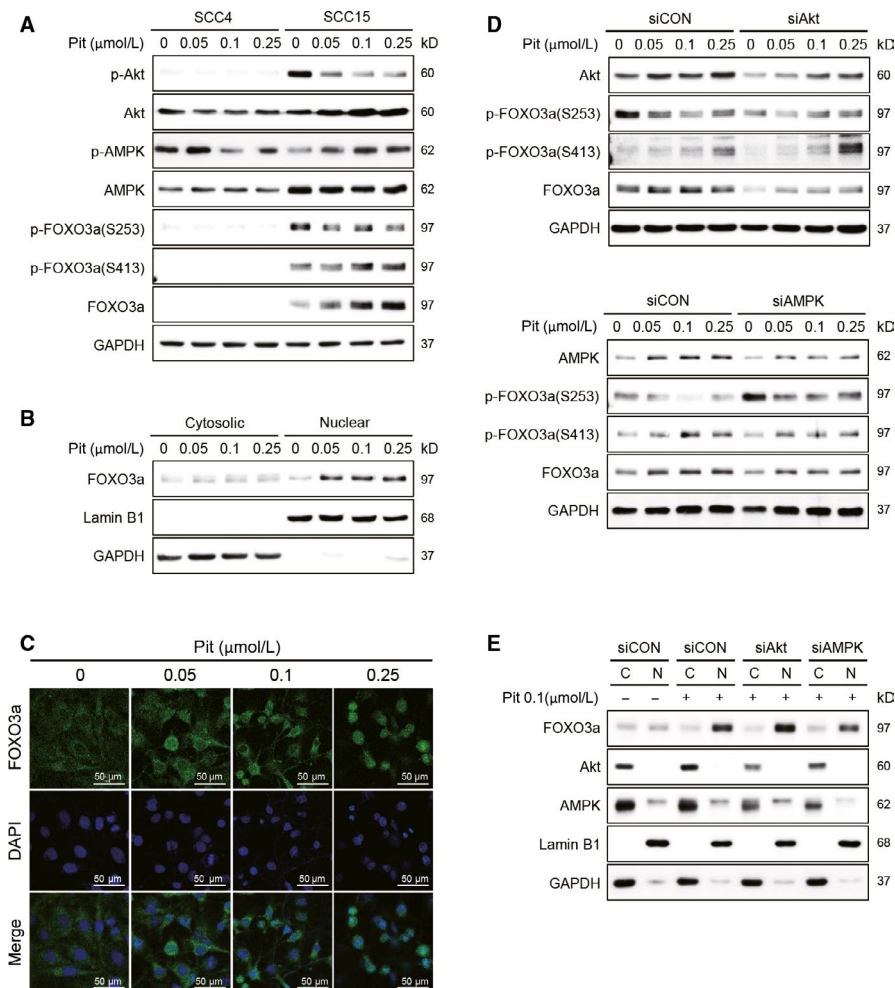 A
SCC4 SCC15
Pit (μmol/L) 0 0.05 0.1 0.25 0 0.05 0.1 0.25 kD
p-Akt 60
Akt 60
p-AMPK 62
AMPK 62
p-FOXO3a(S253) 97
p-FOXO3a(S413) 97
FOXO3a 97
GAPDH 37
B
Cytosolic Nuclear
Pit (μmol/L) 0 0.05 0.1 0.25 0 0.05 0.1 0.25 kD
FOXO3a 97
Lamin B1 68
GAPDH 37
C
Pit (μmol/L)
0 0.05 0.1 0.25
FOXO3a
50 μm 50 μm 50 μm 50 μm
DAPI
50 μm 50 μm 50 μm 50 μm
Merge
50 μm 50 μm 50 μm 50 μm
D
siCON siAkt
Pit (μmol/L) 0 0.05 0.1 0.25 0 0.05 0.1 0.25 kD
Akt 60
p-FOXO3a(S253) 97
p-FOXO3a(S413) 97
FOXO3a 97
GAPDH 37
siCON siAMPK
Pit (μmol/L) 0 0.05 0.1 0.25 0 0.05 0.1 0.25 kD
AMPK 62
p-FOXO3a(S253) 97
p-FOXO3a(S413) 97
FOXO3a 97
GAPDH 37
E
siCON siCON siAkt siAMPK
C N C N C N C N
Pit 0.1(μmol/L) – – + + + + + + kD
FOXO3a 97
Akt 60
AMPK 62
Lamin B1 68
GAPDH 37